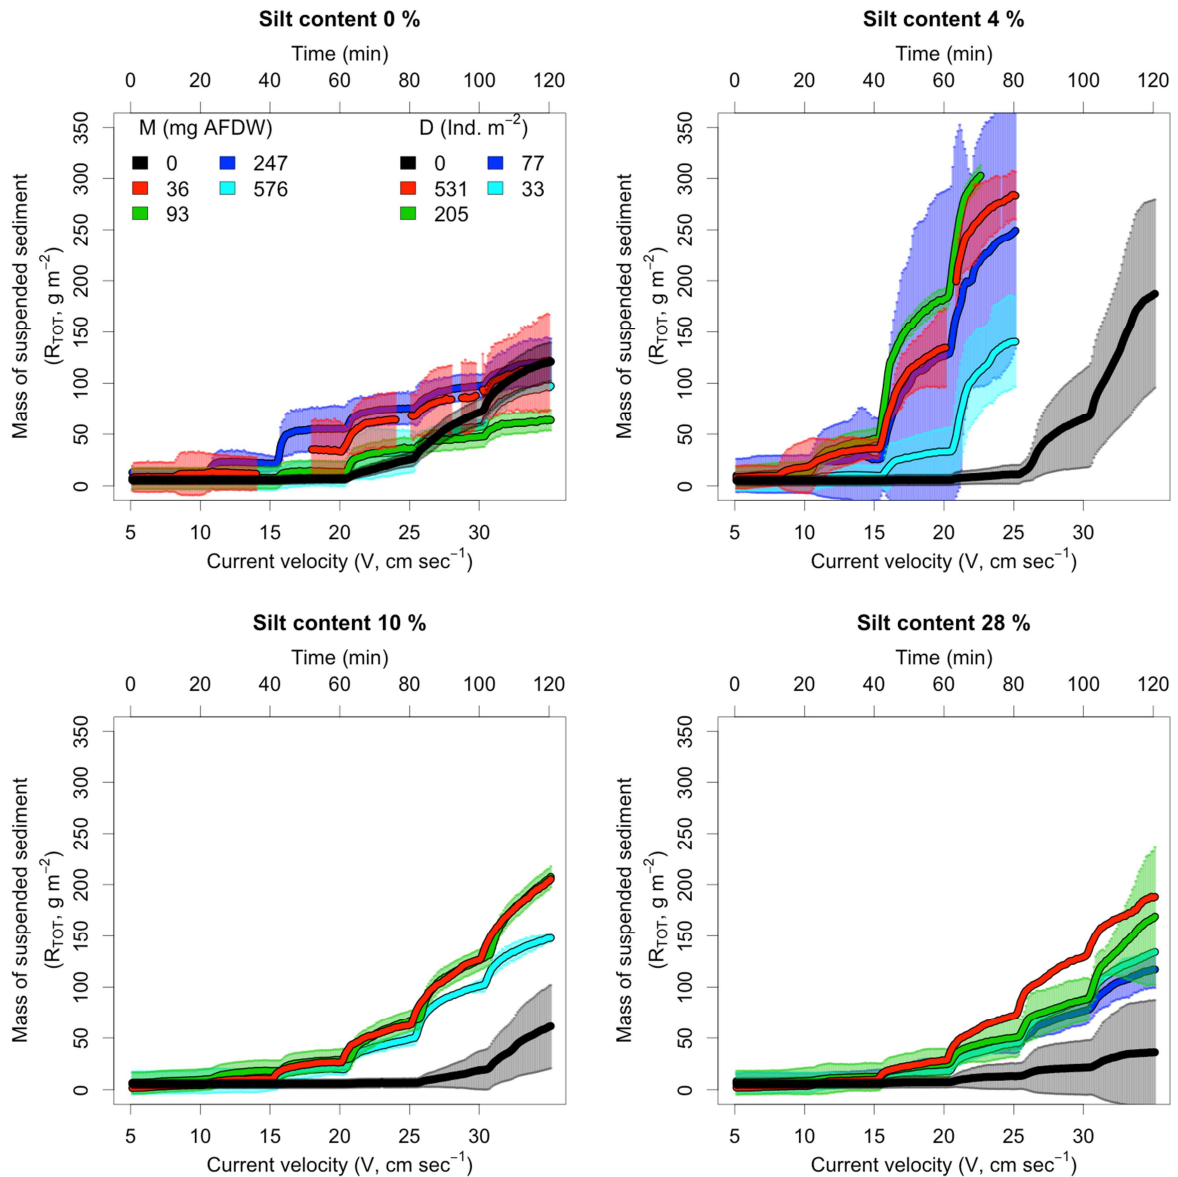 Silt content 0 %
Time (min)
0 20 40 60 80 100 120
M (mg AFDW) D (Ind. m⁻²)
0 247 0 77
36 576 531 33
93 205
Mass of suspended sediment
(R_TOT, g m⁻²)
0 50 100 150 200 250 300 350
5 10 15 20 25 30
Current velocity (V, cm sec⁻¹)
Silt content 4 %
Time (min)
0 20 40 60 80 100 120
Mass of suspended sediment
(R_TOT, g m⁻²)
0 50 100 150 200 250 300 350
5 10 15 20 25 30
Current velocity (V, cm sec⁻¹)
Silt content 10 %
Time (min)
0 20 40 60 80 100 120
Mass of suspended sediment
(R_TOT, g m⁻²)
0 50 100 150 200 250 300 350
5 10 15 20 25 30
Current velocity (V, cm sec⁻¹)
Silt content 28 %
Time (min)
0 20 40 60 80 100 120
Mass of suspended sediment
(R_TOT, g m⁻²)
0 50 100 150 200 250 300 350
5 10 15 20 25 30
Current velocity (V, cm sec⁻¹)